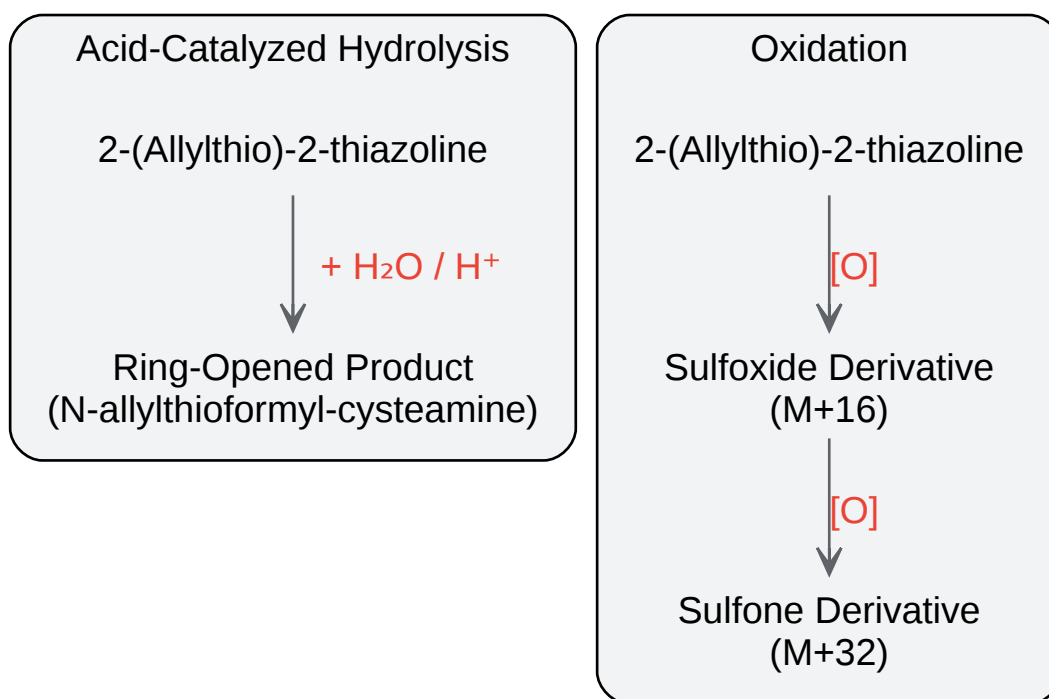 Acid-Catalyzed Hydrolysis
2-(Allylthio)-2-thiazoline
+ H₂O / H⁺
Ring-Opened Product
(N-allylthioformyl-cysteamine)
Oxidation
2-(Allylthio)-2-thiazoline
[O]
Sulfoxide Derivative
(M+16)
[O]
Sulfone Derivative
(M+32)